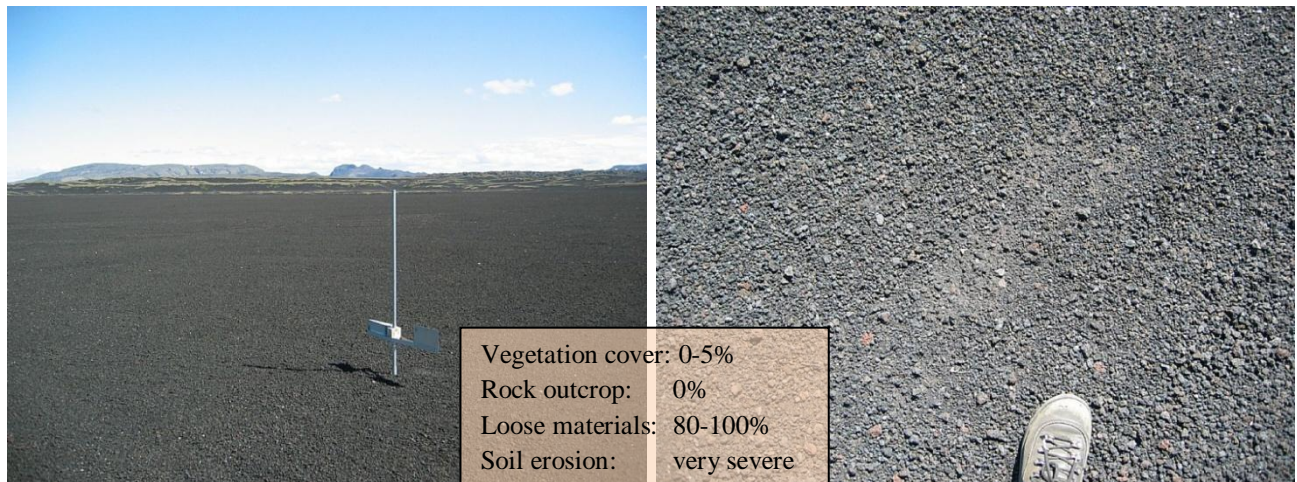 Vegetation cover: 0-5%
Rock outcrop: 0%
Loose materials: 80-100%
Soil erosion: very severe